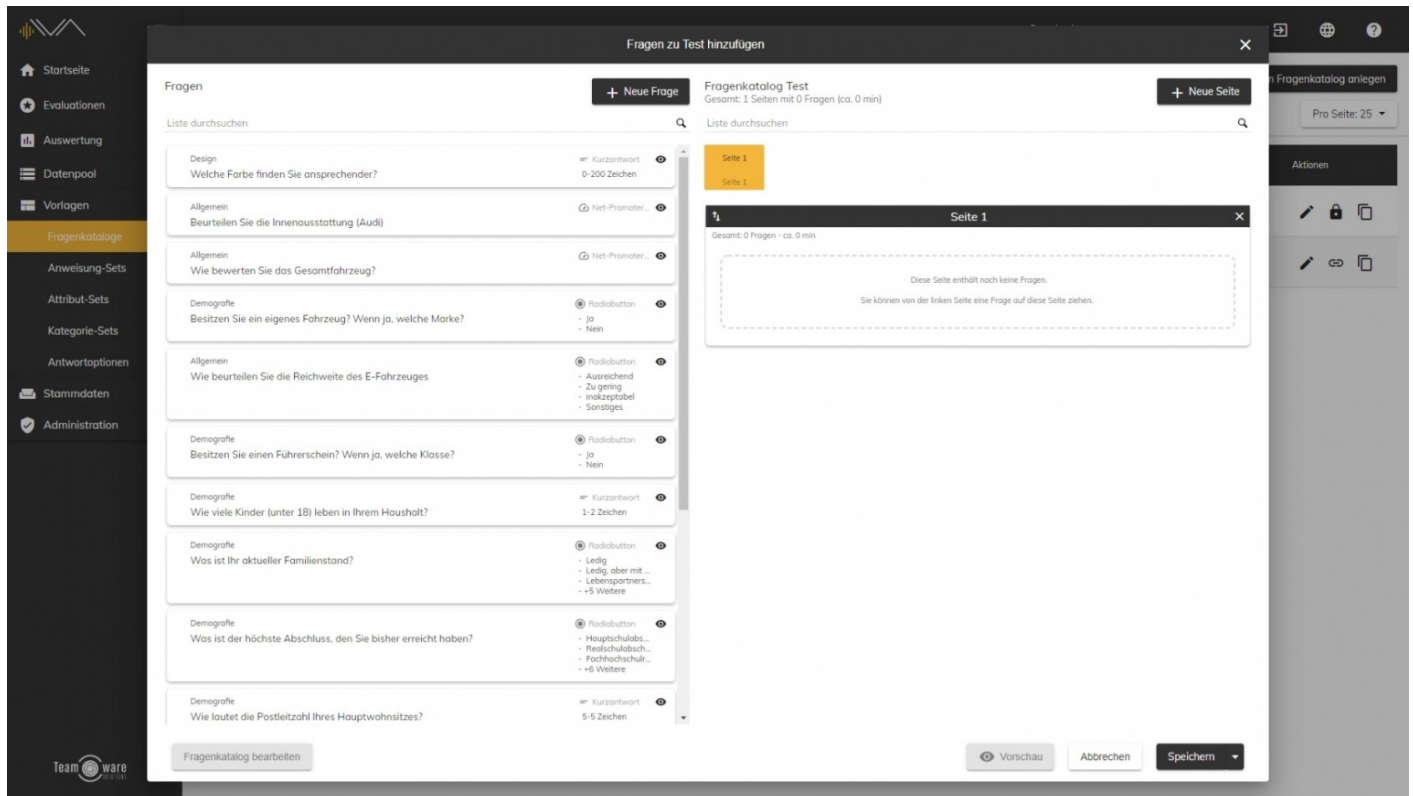 Fragen zu Test hinzufügen
Startseite
Evaluationen
Auswertung
Datenpool
Vorlagen
Fragenkataloge
Anweisung-Sets
Attribut-Sets
Kategorie-Sets
Antwortoptionen
Stammdaten
Administration
Team ware
Fragen
+ Neue Frage
Liste durchsuchen
Design
Kurzantwort
Welche Farbe finden Sie ansprechender?
0-200 Zeichen
Allgemein
Net-Promoter...
Beurteilen Sie die Innenausstattung (Audi)
Allgemein
Net-Promoter...
Wie bewerten Sie das Gesamtfahrzeug?
Demografie
Radiobutton
Besitzen Sie ein eigenes Fahrzeug? Wenn ja, welche Marke?
- Ja
- Nein
Allgemein
Radiobutton
Wie beurteilen Sie die Reichweite des E-Fahrzeuges
- Ausreichend
- Zu gering
- inakzeptabel
- Sonstiges
Demografie
Radiobutton
Besitzen Sie einen Führerschein? Wenn ja, welche Klasse?
- Ja
- Nein
Demografie
Kurzantwort
Wie viele Kinder (unter 18) leben in Ihrem Haushalt?
1-2 Zeichen
Demografie
Radiobutton
Was ist Ihr aktueller Familienstand?
- Ledig
- Ledig, aber mit ...
- Lebenspartners...
- +5 Weitere
Demografie
Radiobutton
Was ist der höchste Abschluss, den Sie bisher erreicht haben?
- Hauptschulabs...
- Realschulabsch...
- Fachhochschulr...
- +6 Weitere
Demografie
Kurzantwort
Wie lautet die Postleitzahl Ihres Hauptwohnsitzes?
5-5 Zeichen
Fragenkatalog Test
Gesamt: 1 Seiten mit 0 Fragen (ca. 0 min)
+ Neue Seite
Liste durchsuchen
Seite 1
Seite 1
Seite 1
Gesamt: 0 Fragen - ca. 0 min
Diese Seite enthält noch keine Fragen.
Sie können von der linken Seite eine Frage auf diese Seite ziehen.
Fragenkatalog bearbeiten
Vorschau
Abbrechen
Speichern
Fragenkatalog anlegen
Pro Seite: 25
Aktionen